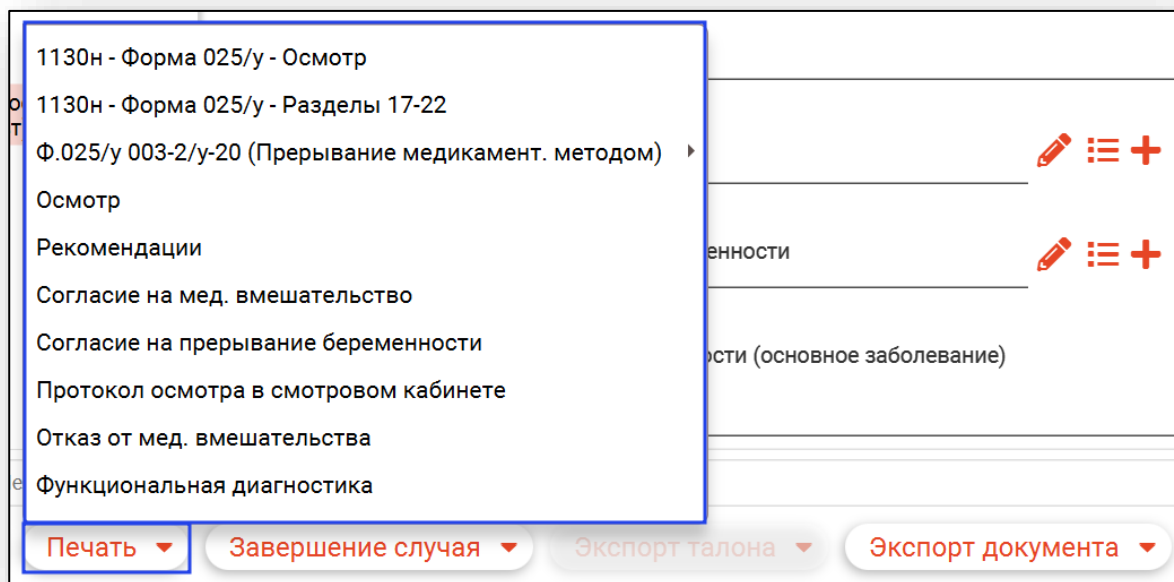 1130н - Форма 025/у - Осмотр
1130н - Форма 025/у - Разделы 17-22
Ф.025/у 003-2/у-20 (Прерывание медикамент. методом)
Осмотр
Рекомендации
енности
Согласие на мед. вмешательство
Согласие на прерывание беременности
ости (основное заболевание)
Протокол осмотра в смотровом кабинете
Отказ от мед. вмешательства
Функциональная диагностика
Печать Завершение случая Экспорт талона Экспорт документа